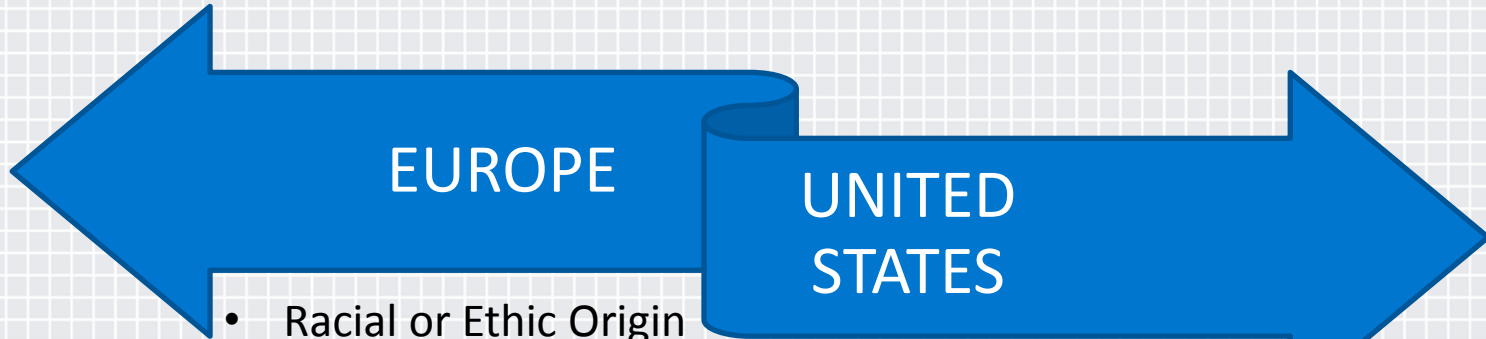 EUROPE
UNITED
STATES
• Racial or Ethic Origin